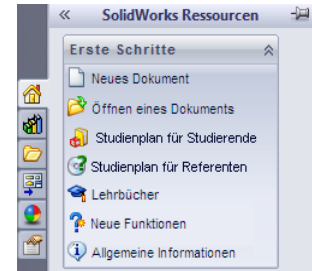 SolidWorks Ressourcen
Erste Schritte
Neues Dokument
Öffnen eines Dokuments
Studienplan für Studierende
Studienplan für Referenten
Lehrbücher
Neue Funktionen
Allgemeine Informationen